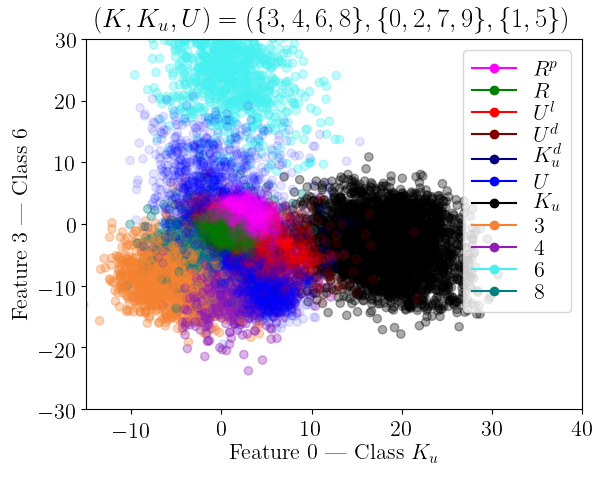 (K, K_u, U) = ({3, 4, 6, 8}, {0, 2, 7, 9}, {1, 5})
30
20
10
0
−10
−20
−30
Feature 3 — Class 6
R^p
R
U^l
U^d
K_u^d
U
K_u
3
4
6
8
−10
0
10
20
30
40
Feature 0 — Class K_u